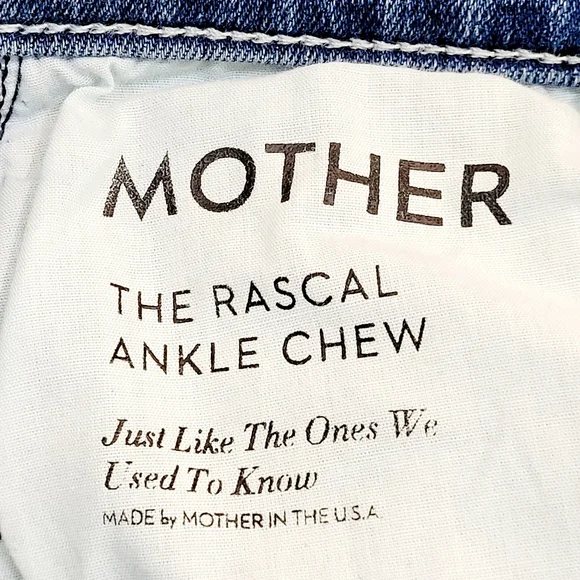 MOTHER
THE RASCAL
ANKLE CHEW
Just Like The Ones We
Used To Know
MADE by MOTHER IN THE U.S.A.